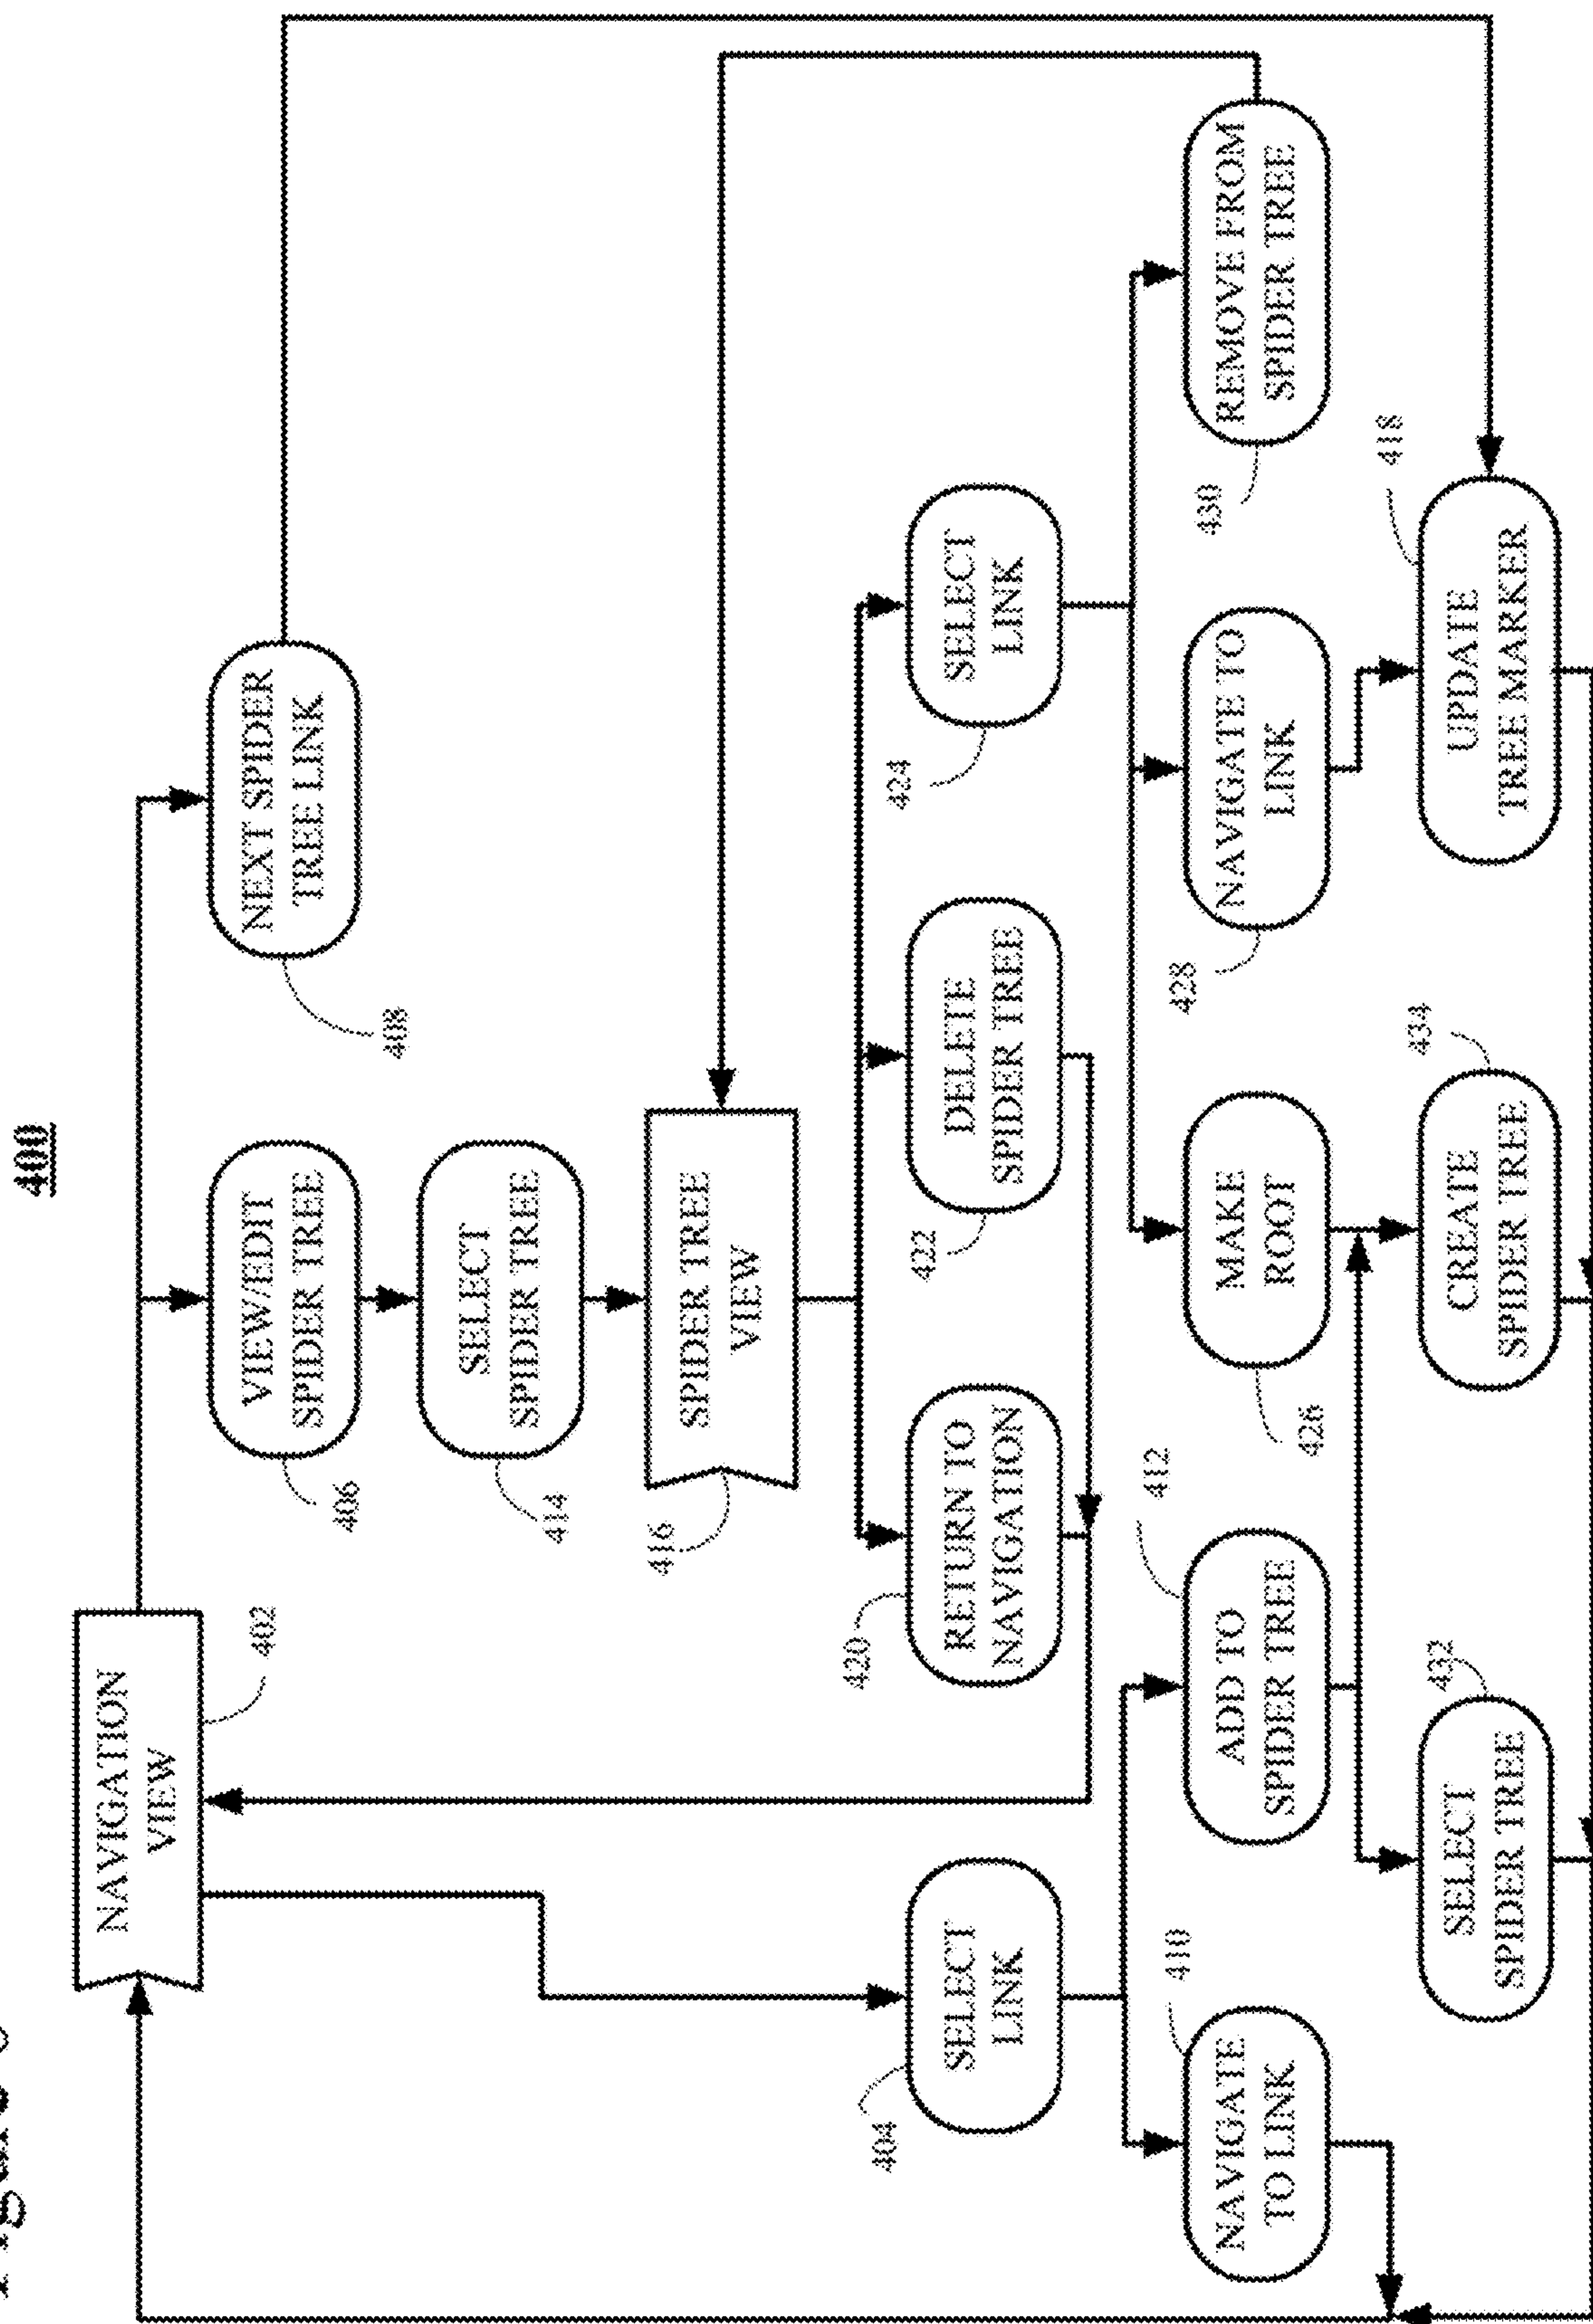 400
NAVIGATION
VIEW
402
VIEW/EDIT
SPIDER TREE
406
NEXT SPIDER
TREE LINK
408
SELECT
SPIDER TREE
414
SPIDER TREE
VIEW
416
SELECT
LINK
404
RETURN TO
NAVIGATION
420
DELETE
SPIDER TREE
422
SELECT
LINK
424
NAVIGATE
TO LINK
410
ADD TO
SPIDER TREE
412
MAKE
ROOT
426
NAVIGATE TO
LINK
428
REMOVE FROM
SPIDER TREE
430
SELECT
SPIDER TREE
432
CREATE
SPIDER TREE
434
UPDATE
TREE MARKER
418